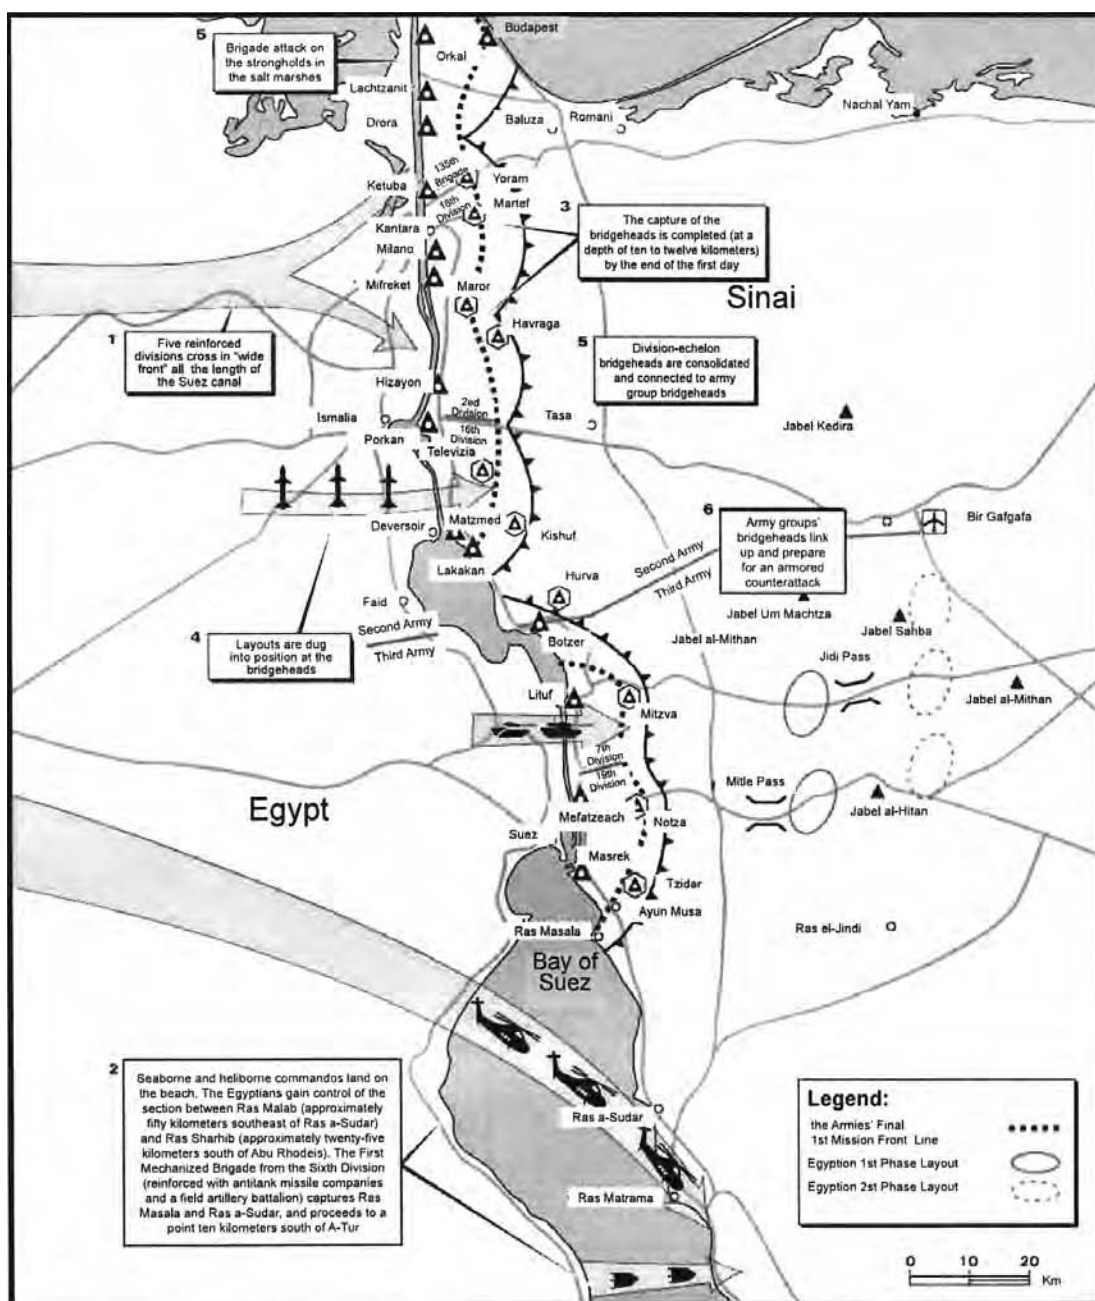 5
Brigade attack on
the strongholds in
the salt marshes
Budapest
Orkal
Lachtzanit
Drora
Baluza
Romani
Nachal Yam
135th
Brigade
Ketuba
Yoram
18th
Division
Martef
Kantara
Milano
Mifreket
Maror
3
The capture of the
bridgeheads is completed (at a
depth of ten to twelve kilometers)
by the end of the first day
Sinai
Havraga
1
Five reinforced
divisions cross in "wide
front" all the length
of the Suez canal
5
Division-echelon
bridgeheads are consolidated
and connected to army
group bridgeheads
Hizayon
2ed
Division
16th
Division
Ismalia
Porkan
Televizia
Tasa
Jabel Kedira
Deversoir
Matzmed
Kishuf
Lakakan
6
Army groups'
bridgeheads link
up and prepare
for an armored
counterattack
Bir Gafgafa
Second Army
Third Army
Hurva
Faid
Second Army
Third Army
4
Layouts are dug
into position at the
bridgeheads
Botzer
Jabel Um Machtza
Jabel Sahba
Jabel al-Mithan
Jidi Pass
Jabel al-Mithan
Lituf
Mitzva
7th
Division
19th
Division
Mitle Pass
Jabel al-Hitan
Egypt
Mefatzeach
Notza
Suez
Masrek
Tzidar
Ayun Musa
Ras Masala
Ras el-Jindi
Bay of
Suez
2
Seaborne and heliborne commandos land on
the beach. The Egyptians gain control of the
section between Ras Malab (approximately
fifty kilometers southeast of Ras a-Sudar)
and Ras Sharhib (approximately twenty-five
kilometers south of Abu Rhodeis). The First
Mechanized Brigade from the Sixth Division
(reinforced with antitank missile companies
and a field artillery battalion) captures Ras
Masala and Ras a-Sudar, and proceeds to a
point ten kilometers south of A-Tur
Ras a-Sudar
Ras Matrama
Legend:
the Armies' Final
1st Mission Front Line
Egyption 1st Phase Layout
Egyption 2st Phase Layout
0 10 20
Km